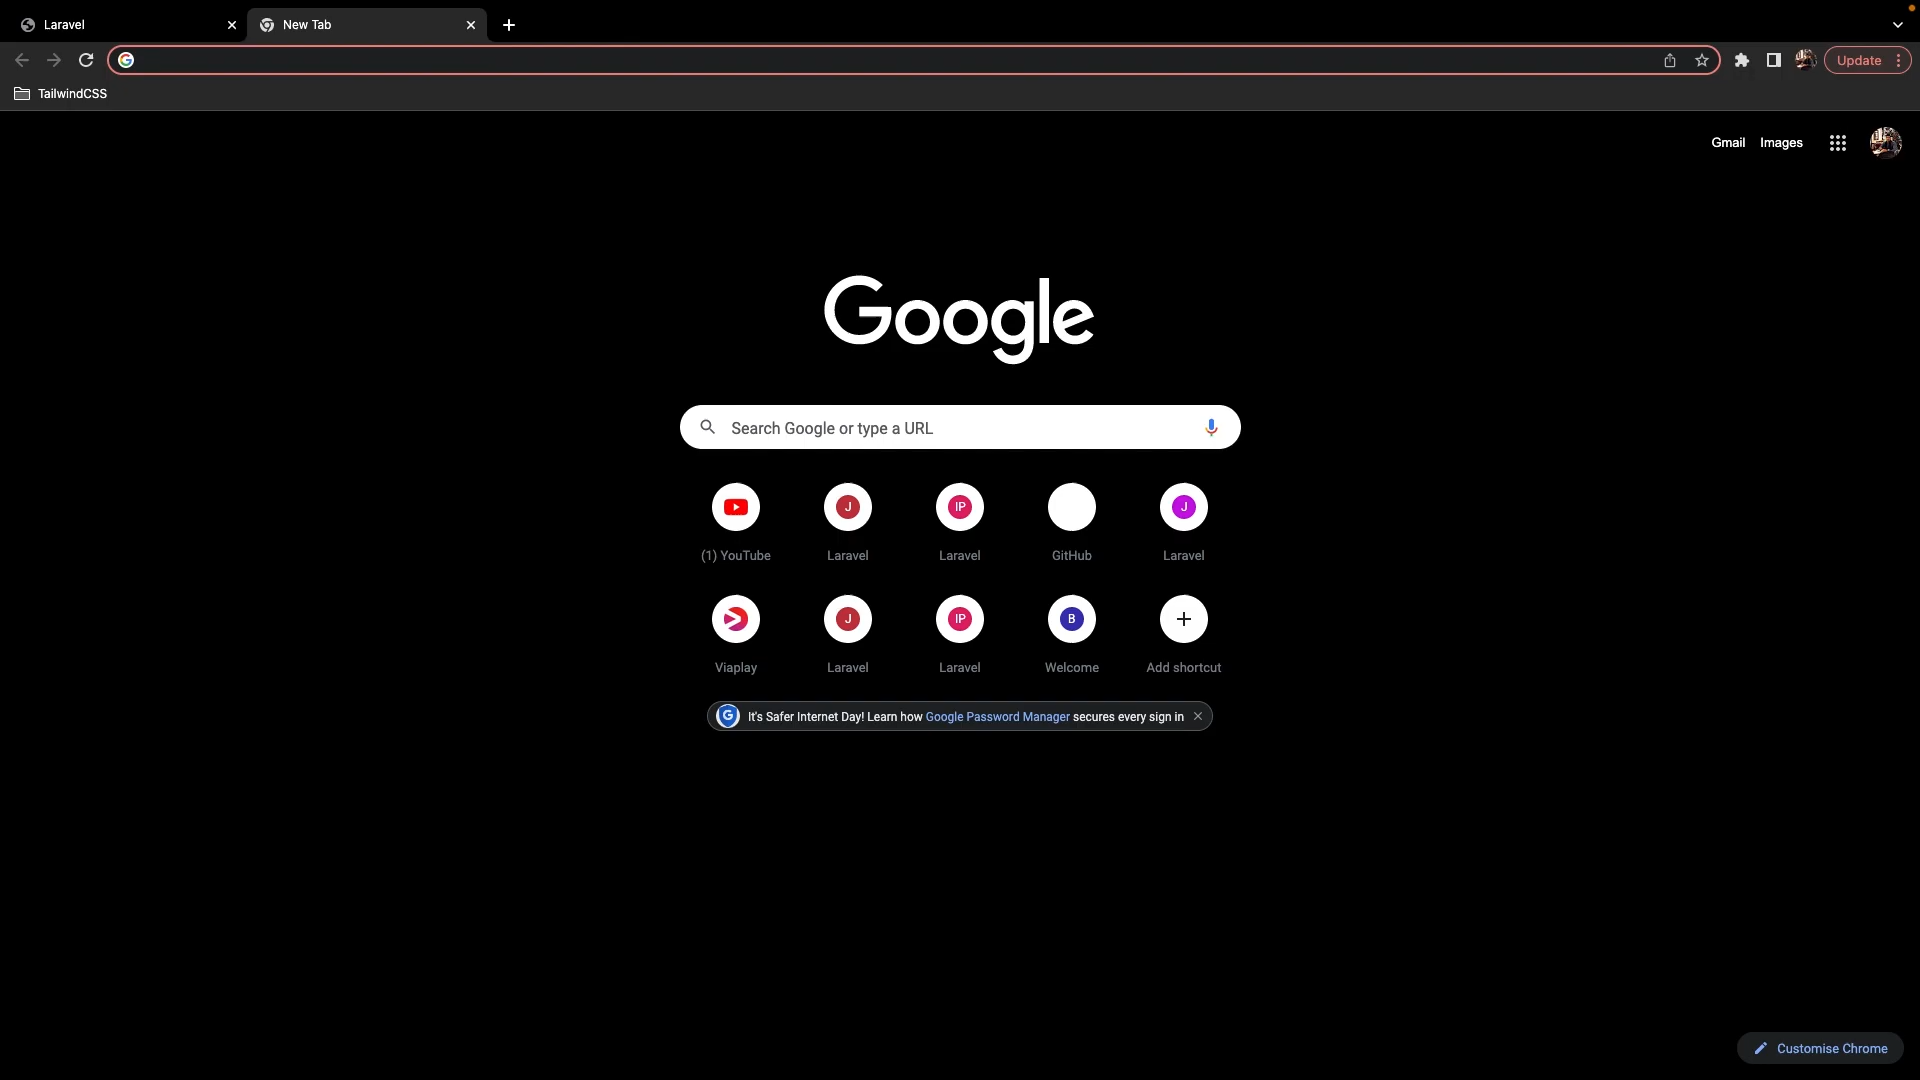 Laravel
New Tab
Update
TailwindCSS
Gmail
Images
Google
Search Google or type a URL
J
IP
J
(1) YouTube
Laravel
Laravel
GitHub
Laravel
J
IP
B
Viaplay
Laravel
Laravel
Welcome
Add shortcut
G It's Safer Internet Day! Learn how Google Password Manager secures every sign in
Customise Chrome